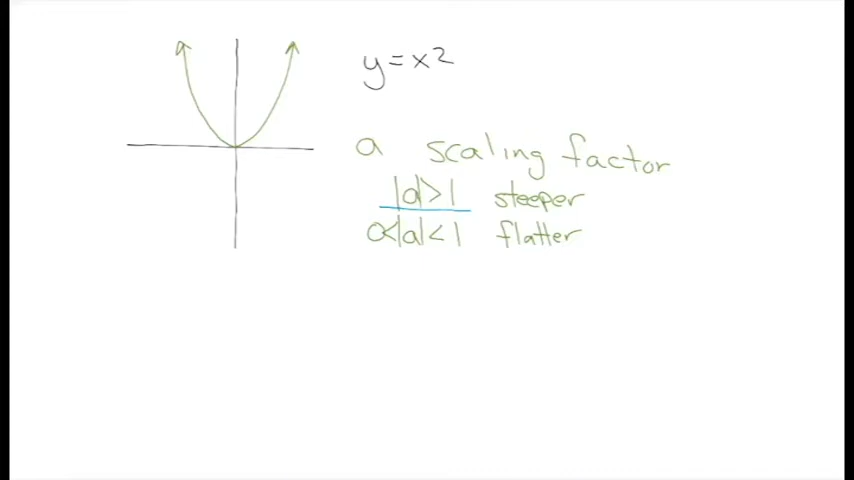 y=x²
a scaling factor
|a|>1 steeper
0<|a|<1 flatter